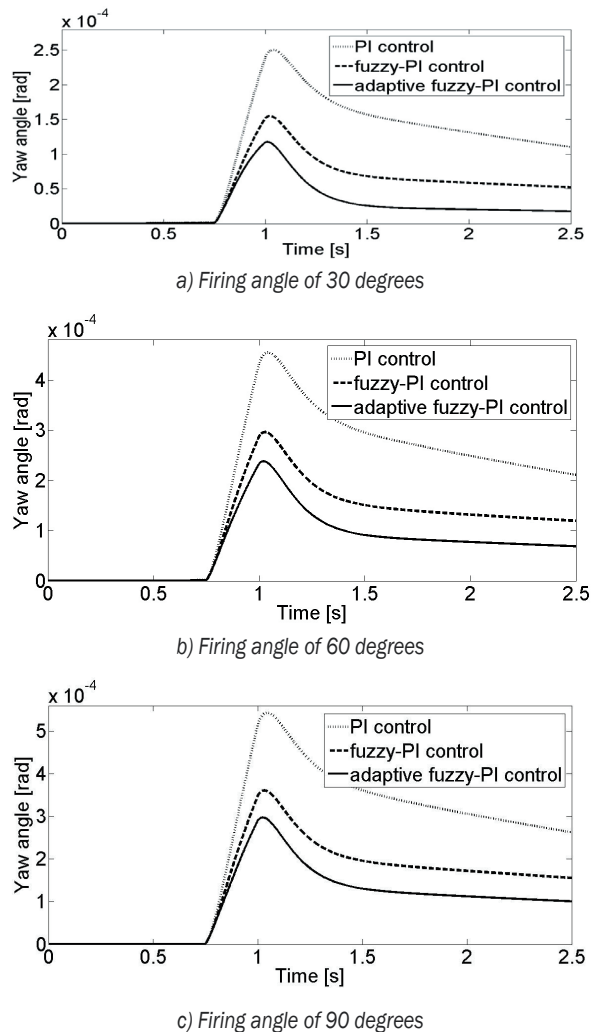 x 10-4
2.5
2
1.5
1
0.5
0
Yaw angle [rad]
PI control
fuzzy-PI control
adaptive fuzzy-PI control
0 0.5 1 1.5 2 2.5
Time [s]
a) Firing angle of 30 degrees
x 10-4
4
3
2
1
0
Yaw angle [rad]
PI control
fuzzy-PI control
adaptive fuzzy-PI control
0 0.5 1 1.5 2 2.5
Time [s]
b) Firing angle of 60 degrees
x 10-4
5
4
3
2
1
0
Yaw angle [rad]
PI control
fuzzy-PI control
adaptive fuzzy-PI control
0 0.5 1 1.5 2 2.5
Time [s]
c) Firing angle of 90 degrees